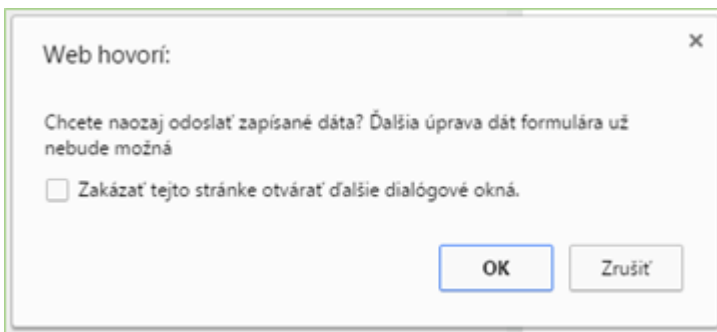 Web hovorí:
Chcete naozaj odoslať zapísané dáta? Ďalšia úprava dát formulára už
nebude možná
Zakázať tejto stránke otvárať ďalšie dialógové okná.
OK Zrušiť